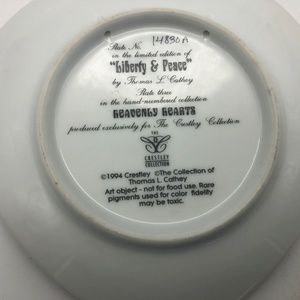 Plate No. 14830A
in the limited edition of
"Liberty & Peace"
by Thomas L. Cathey
Plate three
in the hand-numbered collection
HEAVENLY HEARTS
produced exclusively for The Crestley Collection
THE
CRESTLEY
COLLECTION
©1994 Crestley ©The Collection of
Thomas L. Cathey
Art object - not for food use. Rare
pigments used for color fidelity
may be toxic.